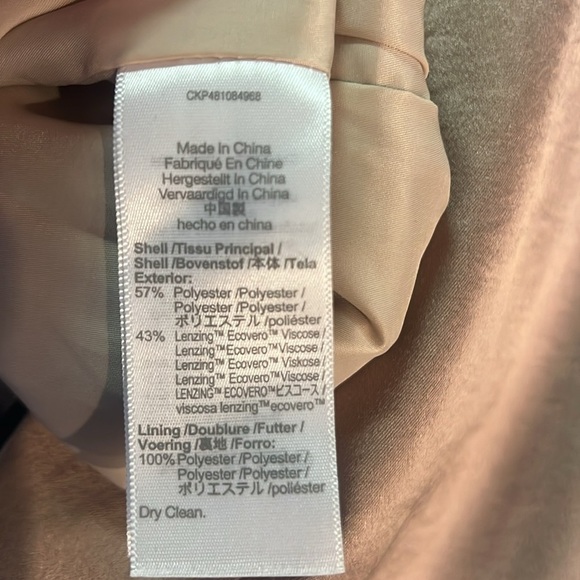 CKP481084968
Made In China
Fabriqué En Chine
Hergestellt In China
Vervaardigd In China
中国製
hecho en china
Shell /Tissu Principal /
Shell /Bovenstof /本体 /Tela
Exterior:
57% Polyester /Polyester /
Polyester /Polyester /
ポリエステル /poliéster
43% Lenzing™ Ecovero™ Viscose /
Lenzing™ Ecovero™Viscose /
Lenzing™ Ecovero™ Viskose /
Lenzing™ Ecovero™ Viscose /
LENZING™ ECOVERO™ビスコース /
viscosa lenzing™ecovero™
Lining /Doublure /Futter /
Voering /裏地 /Forro:
100% Polyester /Polyester /
Polyester /Polyester /
ポリエステル /poliéster
Dry Clean.